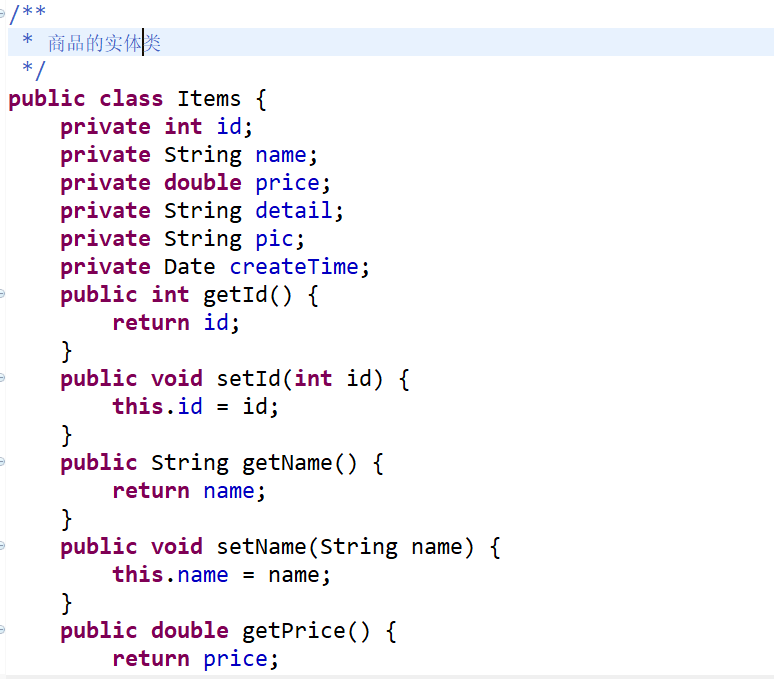 /**
 * 商品的实体类
 */
public class Items {
    private int id;
    private String name;
    private double price;
    private String detail;
    private String pic;
    private Date createTime;
    public int getId() {
        return id;
    }
    public void setId(int id) {
        this.id = id;
    }
    public String getName() {
        return name;
    }
    public void setName(String name) {
        this.name = name;
    }
    public double getPrice() {
        return price;